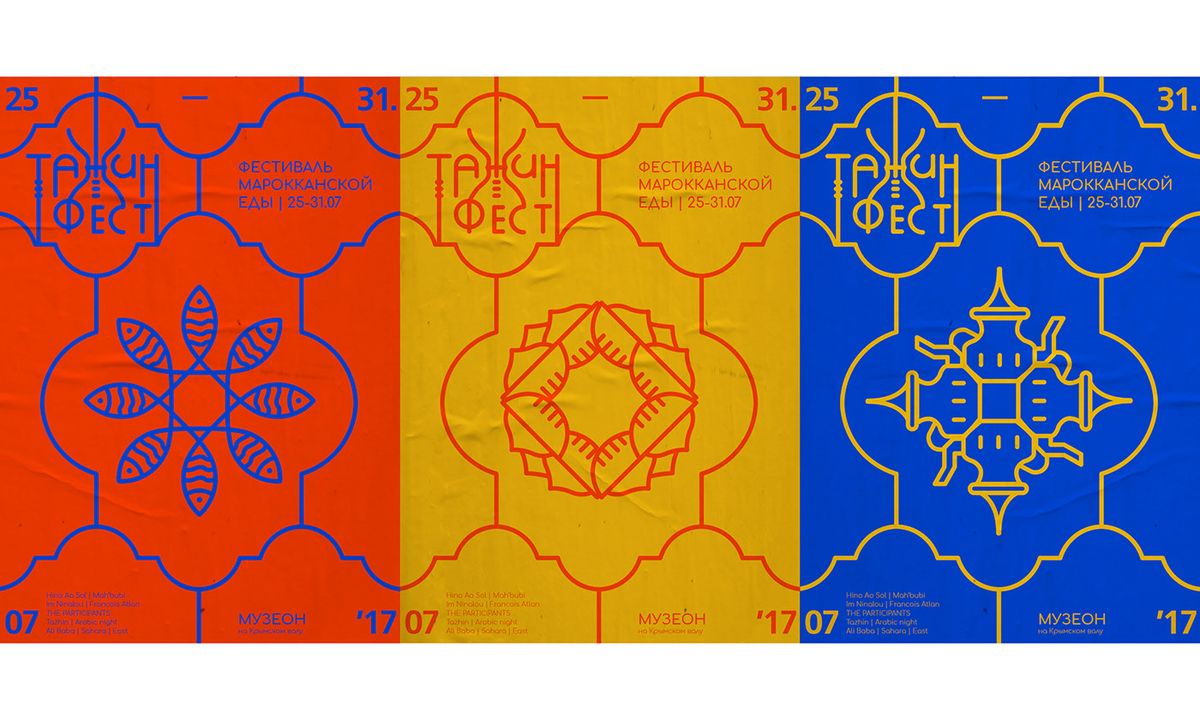 25 — 31.
ТАЖИН
ФЕСТ
ФЕСТИВАЛЬ
МАРОККАНСКОЙ
ЕДЫ | 25-31.07
Hino Ao Sol | Mah'bubi
Im Ninalou | Francois Atlan
THE PARTICIPANTS
Tazhin | Arabic night
Ali Baba | Sahara | East
07
МУЗЕОН
на Крымском валу
'17
25 — 31.
ТАЖИН
ФЕСТ
ФЕСТИВАЛЬ
МАРОККАНСКОЙ
ЕДЫ | 25-31.07
Hino Ao Sol | Mah'bubi
Im Ninalou | Francois Atlan
THE PARTICIPANTS
Tazhin | Arabic night
Ali Baba | Sahara | East
07
МУЗЕОН
на Крымском валу
'17
25 — 31.
ТАЖИН
ФЕСТ
ФЕСТИВАЛЬ
МАРОККАНСКОЙ
ЕДЫ | 25-31.07
Hino Ao Sol | Mah'bubi
Im Ninalou | Francois Atlan
THE PARTICIPANTS
Tazhin | Arabic night
Ali Baba | Sahara | East
07
МУЗЕОН
на Крымском валу
'17